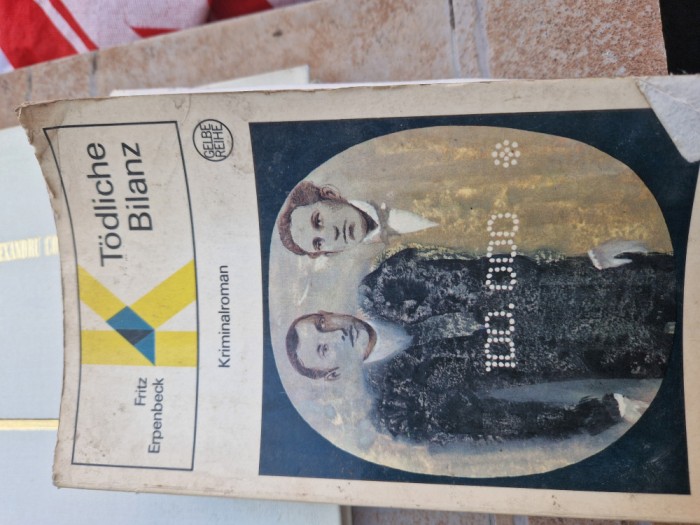 Fritz
Erpenbeck
K
Tödliche
Bilanz
Kriminalroman
GELBE
REIHE
100.000*